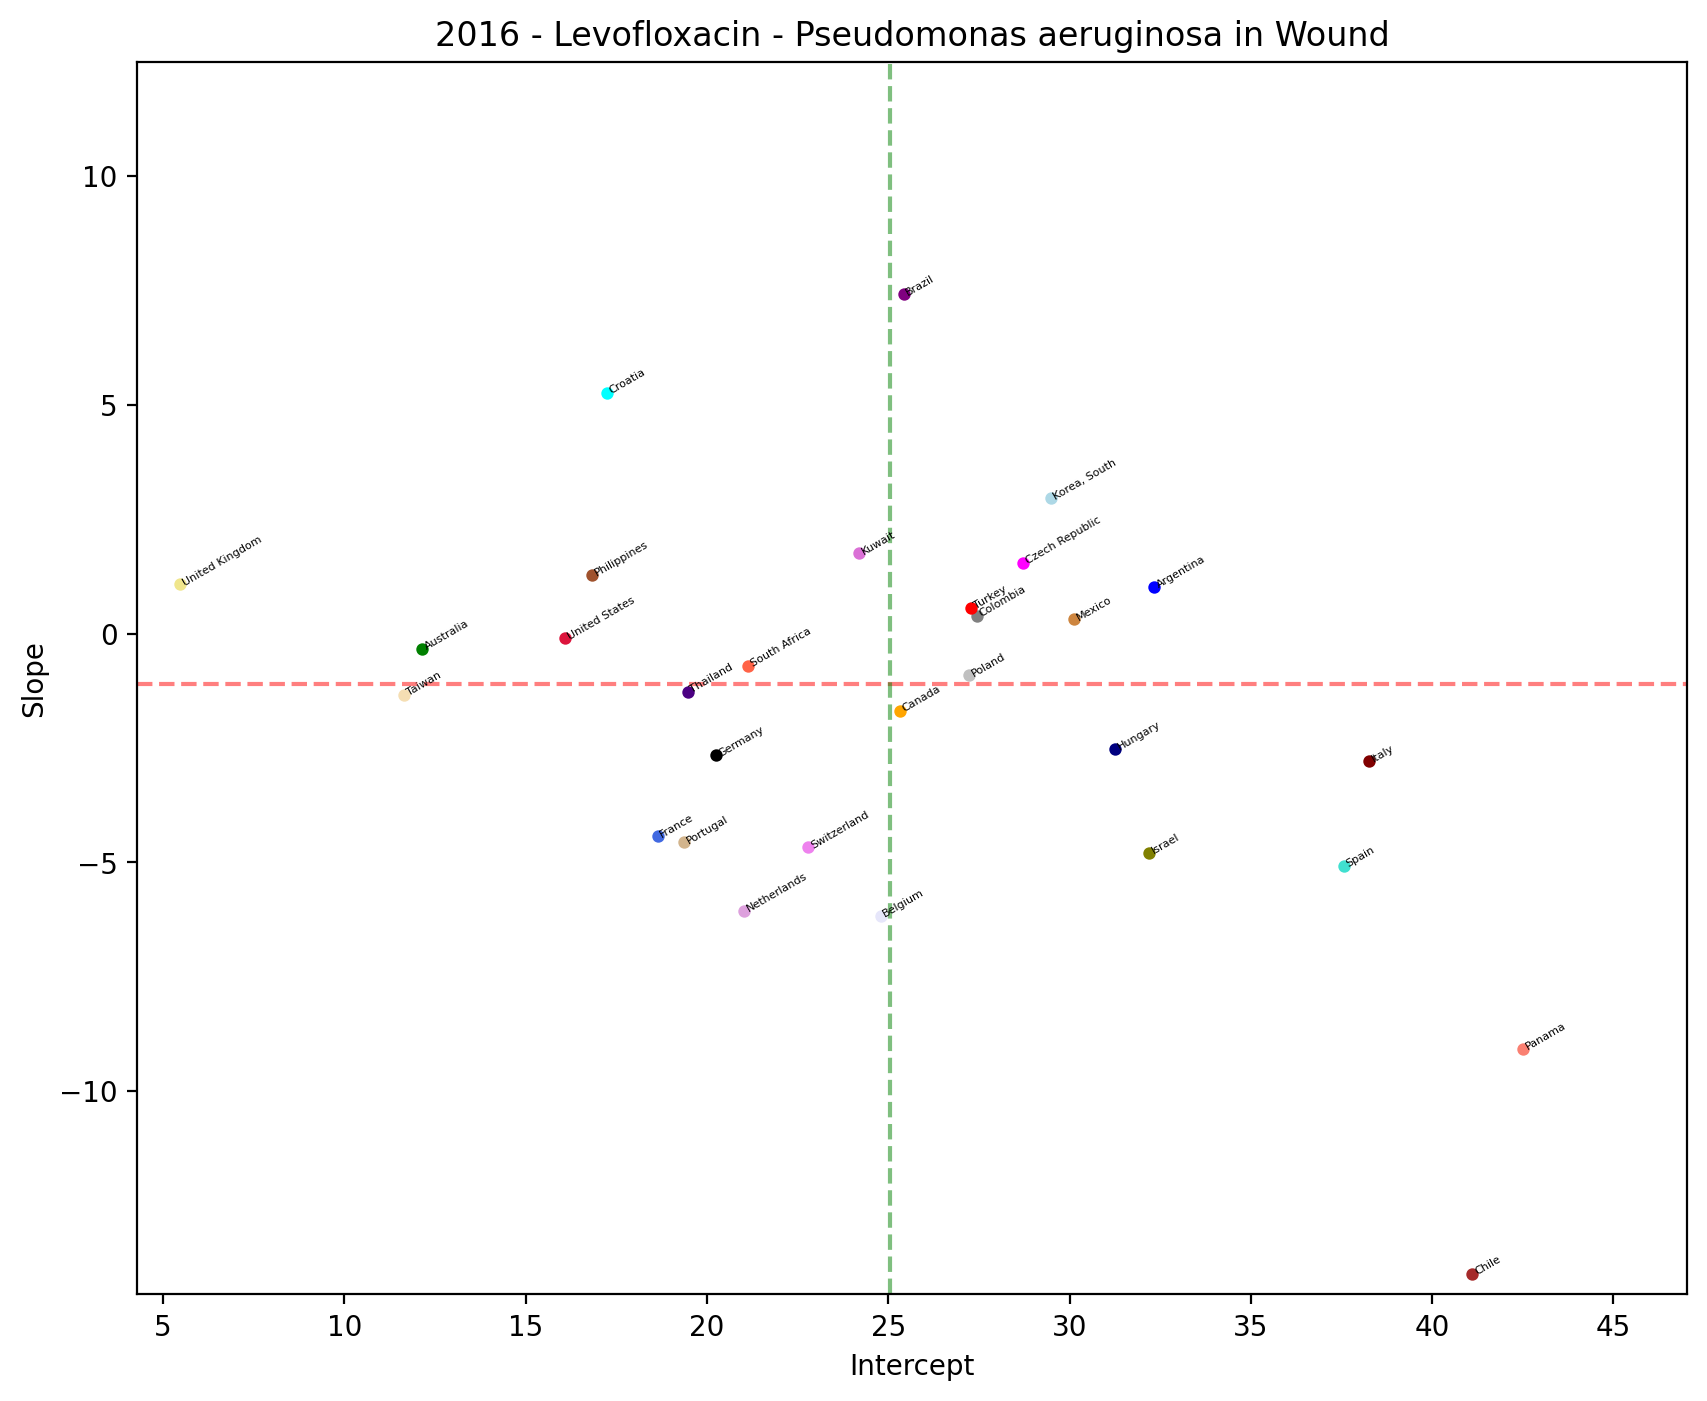 2016 - Levofloxacin - Pseudomonas aeruginosa in Wound
10
5
0
−5
−10
Slope
Brazil
Croatia
Korea, South
Kuwait
Czech Republic
United Kingdom
Philippines
Argentina
Turkey
Colombia
Mexico
United States
Australia
South Africa
Poland
Thailand
Taiwan
Canada
Germany
Hungary
Italy
France
Portugal
Switzerland
Israel
Spain
Netherlands
Belgium
Panama
Chile
5
10
15
20
25
30
35
40
45
Intercept